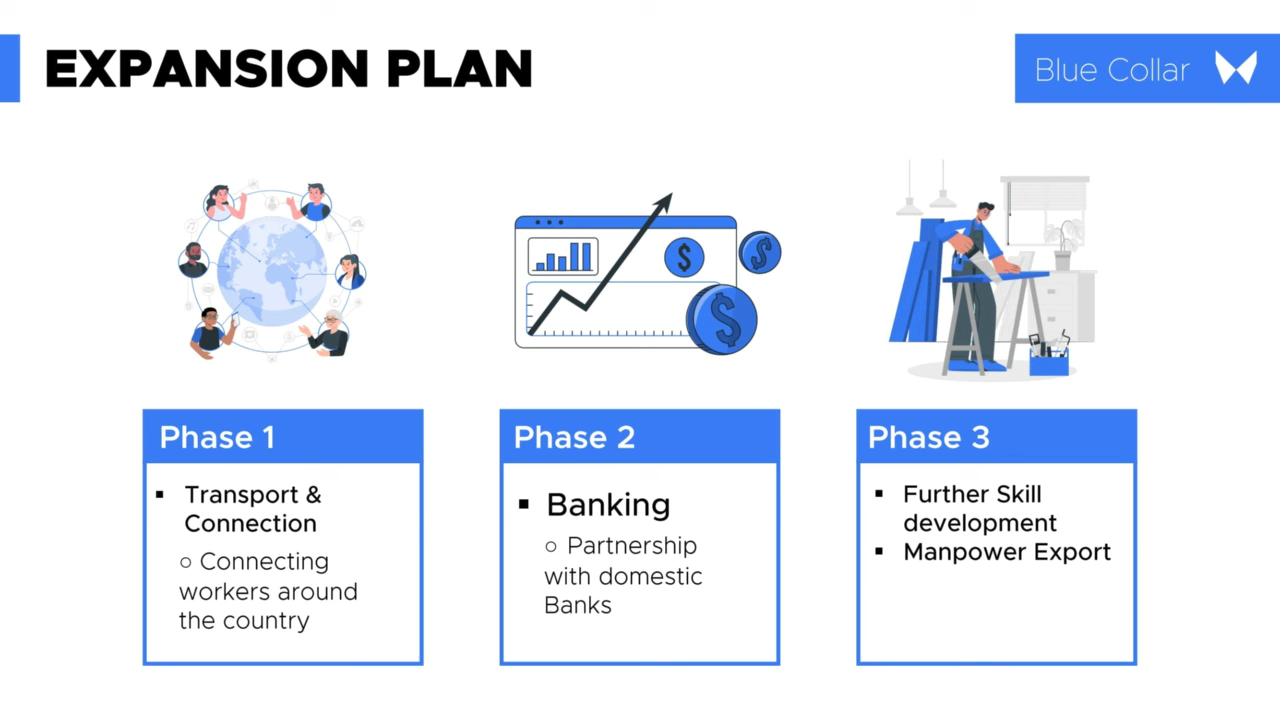 EXPANSION PLAN
Blue Collar
$
$
$
Phase 1
▪ Transport &
Connection
○ Connecting
workers around
the country
Phase 2
▪ Banking
○ Partnership
with domestic
Banks
Phase 3
▪ Further Skill
development
▪ Manpower Export